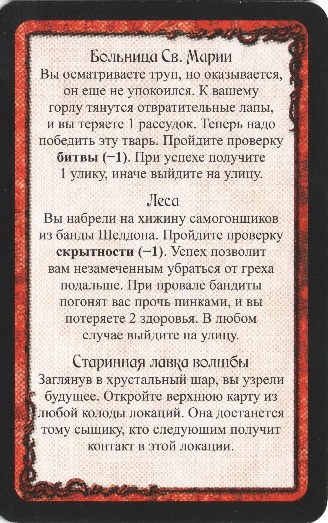 Больница Св. Марии
Вы осматриваете труп, но оказывается,
он еще не упокоился. К вашему
горлу тянутся отвратительные лапы,
и вы теряете 1 рассудок. Теперь надо
победить эту тварь. Пройдите проверку
битвы (−1). При успехе получите
1 улику, иначе выйдите на улицу.
Леса
Вы набрели на хижину самогонщиков
из банды Шелдона. Пройдите проверку
скрытности (−1). Успех позволит
вам незамеченным убраться от греха
подальше. При провале бандиты
погонят вас прочь пинками, и вы
потеряете 2 здоровья. В любом
случае выйдите на улицу.
Старинная лавка волшбы
Заглянув в хрустальный шар, вы узрели
будущее. Откройте верхнюю карту из
любой колоды локаций. Она достанется
тому сыщику, кто следующим получит
контакт в этой локации.